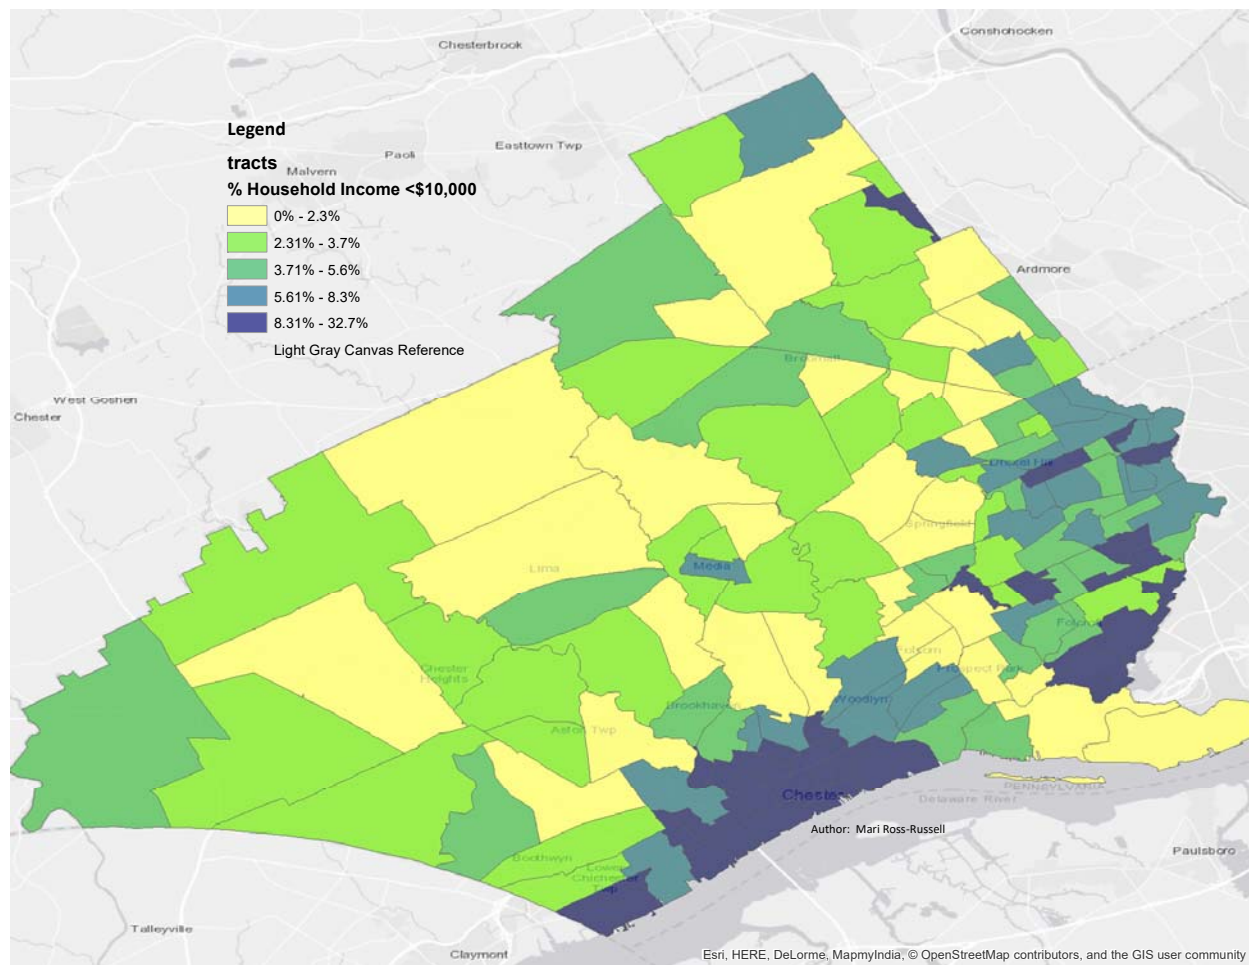 Conshohocken
Chesterbrook
Legend
Easttown Twp
Paoli
tracts
Malvern
% Household Income <$10,000
0% - 2.3%
2.31% - 3.7%
3.71% - 5.6%
5.61% - 8.3%
8.31% - 32.7%
Light Gray Canvas Reference
Ardmore
Broomall
West Goshen
Chester
Drexel Hill
Springfield
Media
Lima
Folcroft
Folsom
Chester
Heights
Prospect Park
Woodlyn
Brookhaven
Aston Twp
PENNSYLVANIA
Chester
Delaware River
Author: Mari Ross-Russell
Paulsboro
Boothwyn
Lower
Chichester
Twp
Talleyville
Claymont
Esri, HERE, DeLorme, MapmyIndia, © OpenStreetMap contributors, and the GIS user community